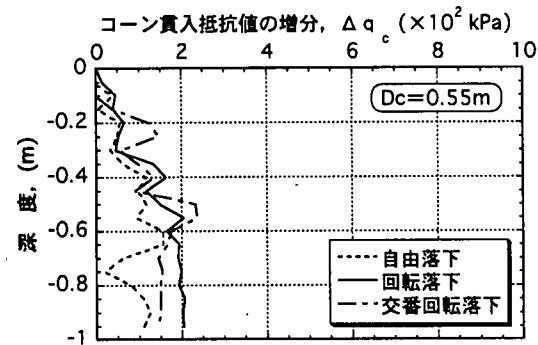 コーン貫入抵抗値の増分, Δq_c (×10² kPa)
0 2 4 6 8 10
0
Dc=0.55m
-0.2
-0.4
-0.6
-0.8
-1
深度, (m)
自由落下
回転落下
交番回転落下